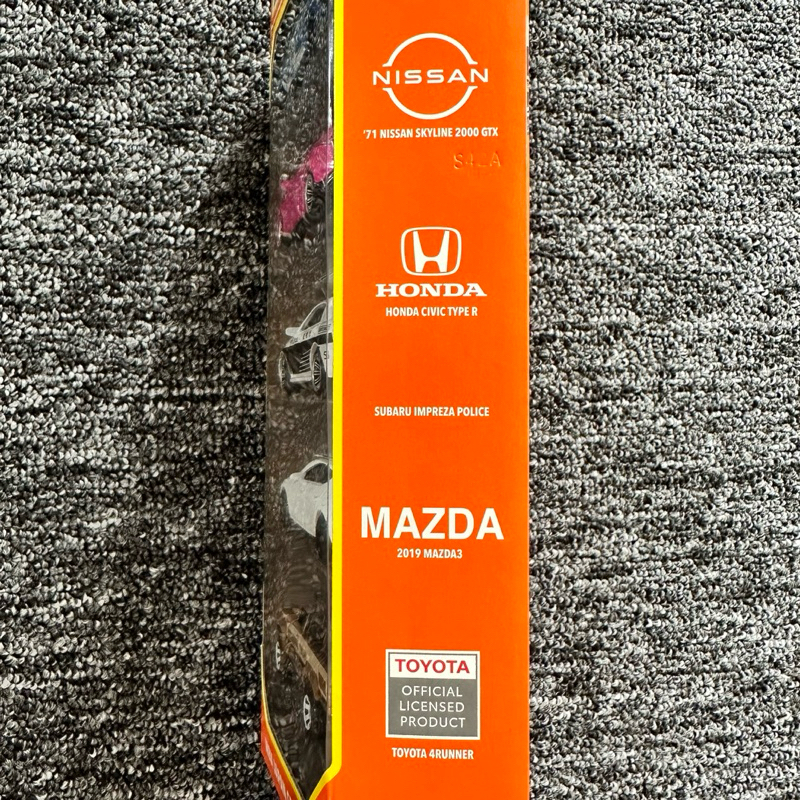 NISSAN
'71 NISSAN SKYLINE 2000 GTX
HONDA
HONDA CIVIC TYPE R
SUBARU IMPREZA POLICE
MAZDA
2019 MAZDA3
TOYOTA
OFFICIAL
LICENSED
PRODUCT
TOYOTA 4RUNNER